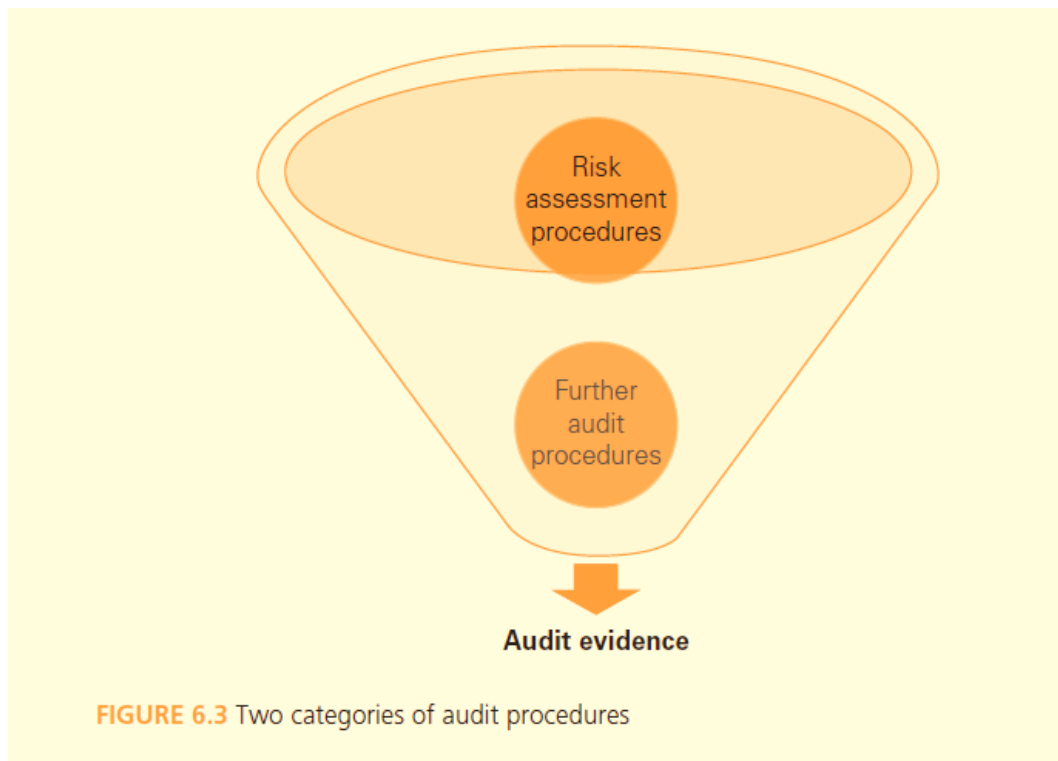 Risk
assessment
procedures
Further
audit
procedures
Audit evidence
FIGURE 6.3 Two categories of audit procedures